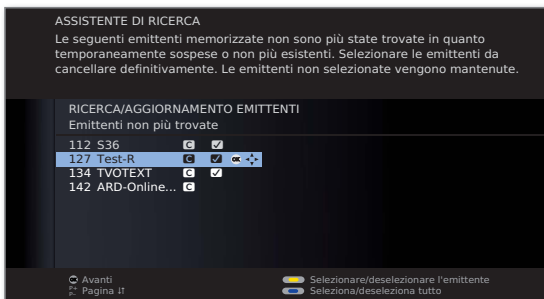 ASSISTENTE DI RICERCA
Le seguenti emittenti memorizzate non sono più state trovate in quanto
temporaneamente sospese o non più esistenti. Selezionare le emittenti da
cancellare definitivamente. Le emittenti non selezionate vengono mantenute.
RICERCA/AGGIORNAMENTO EMITTENTI
Emittenti non più trovate
112 S36 C
127 Test-R C OK
134 TVOTEXT C
142 ARD-Online... C
OK Avanti
P+ P- Pagina
Selezionare/deselezionare l'emittente
Seleziona/deseleziona tutto